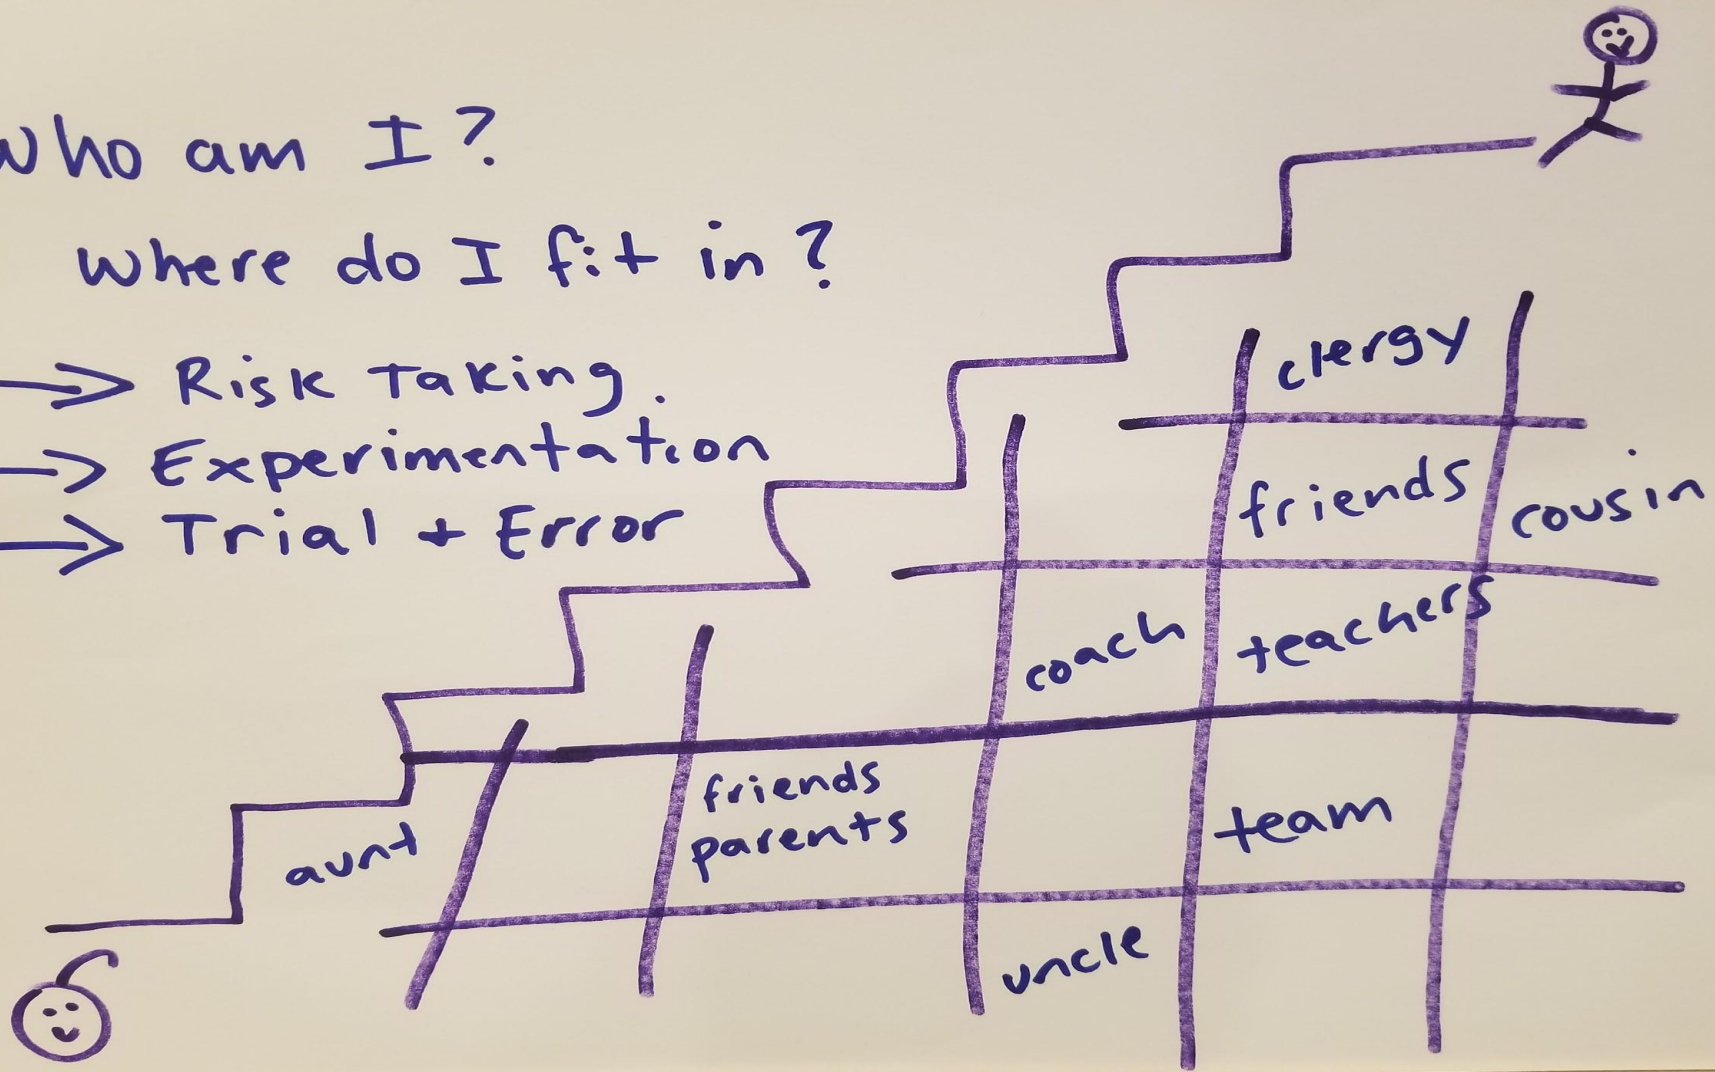 Who am I?
Where do I fit in?
→ Risk Taking
→ Experimentation
→ Trial + Error
clergy
friends
cousin
coach
teachers
friends
parents
team
aunt
uncle